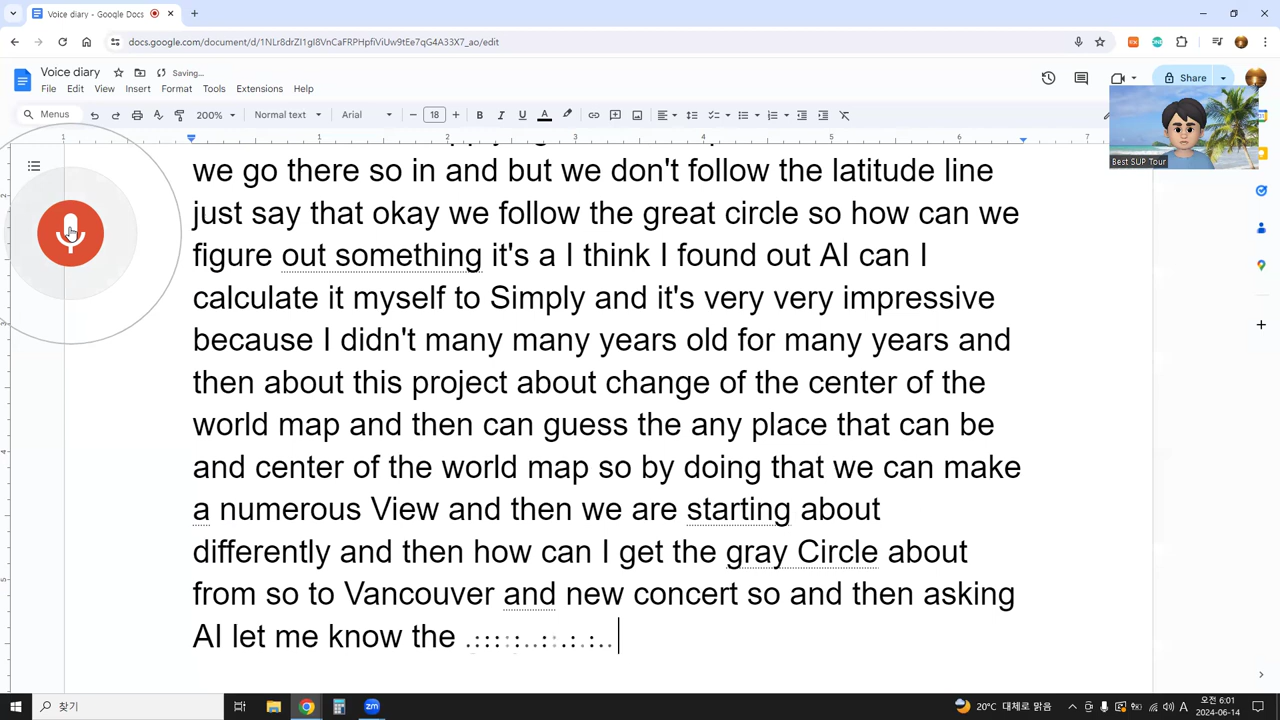 Voice diary - Google Docs
docs.google.com/document/d/1NLr8drZI1gI8VnCaFRPHpfiViUw9tEe7qG4A33X7_ao/edit
Voice diary
Saving...
File Edit View Insert Format Tools Extensions Help
Share
Menus
200%
Normal text
Arial
18
B I U A
1 1 2 3 4 5 6 7
Best SUP Tour
we go there so in and but we don't follow the latitude line
just say that okay we follow the great circle so how can we
figure out something it's a I think I found out AI can I
calculate it myself to Simply and it's very very impressive
because I didn't many many years old for many years and
then about this project about change of the center of the
world map and then can guess the any place that can be
and center of the world map so by doing that we can make
a numerous View and then we are starting about
differently and then how can I get the gray Circle about
from so to Vancouver and new concert so and then asking
AI let me know the
찾기
zm
20°C 대체로 맑음
A
오전 6:01
2024-06-14